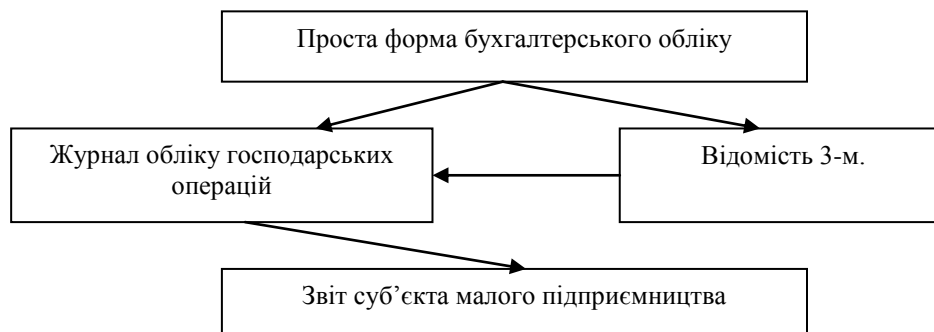 Проста форма бухгалтерського обліку
Журнал обліку господарських
операцій
Відомість 3-м.
Звіт суб’єкта малого підприємництва